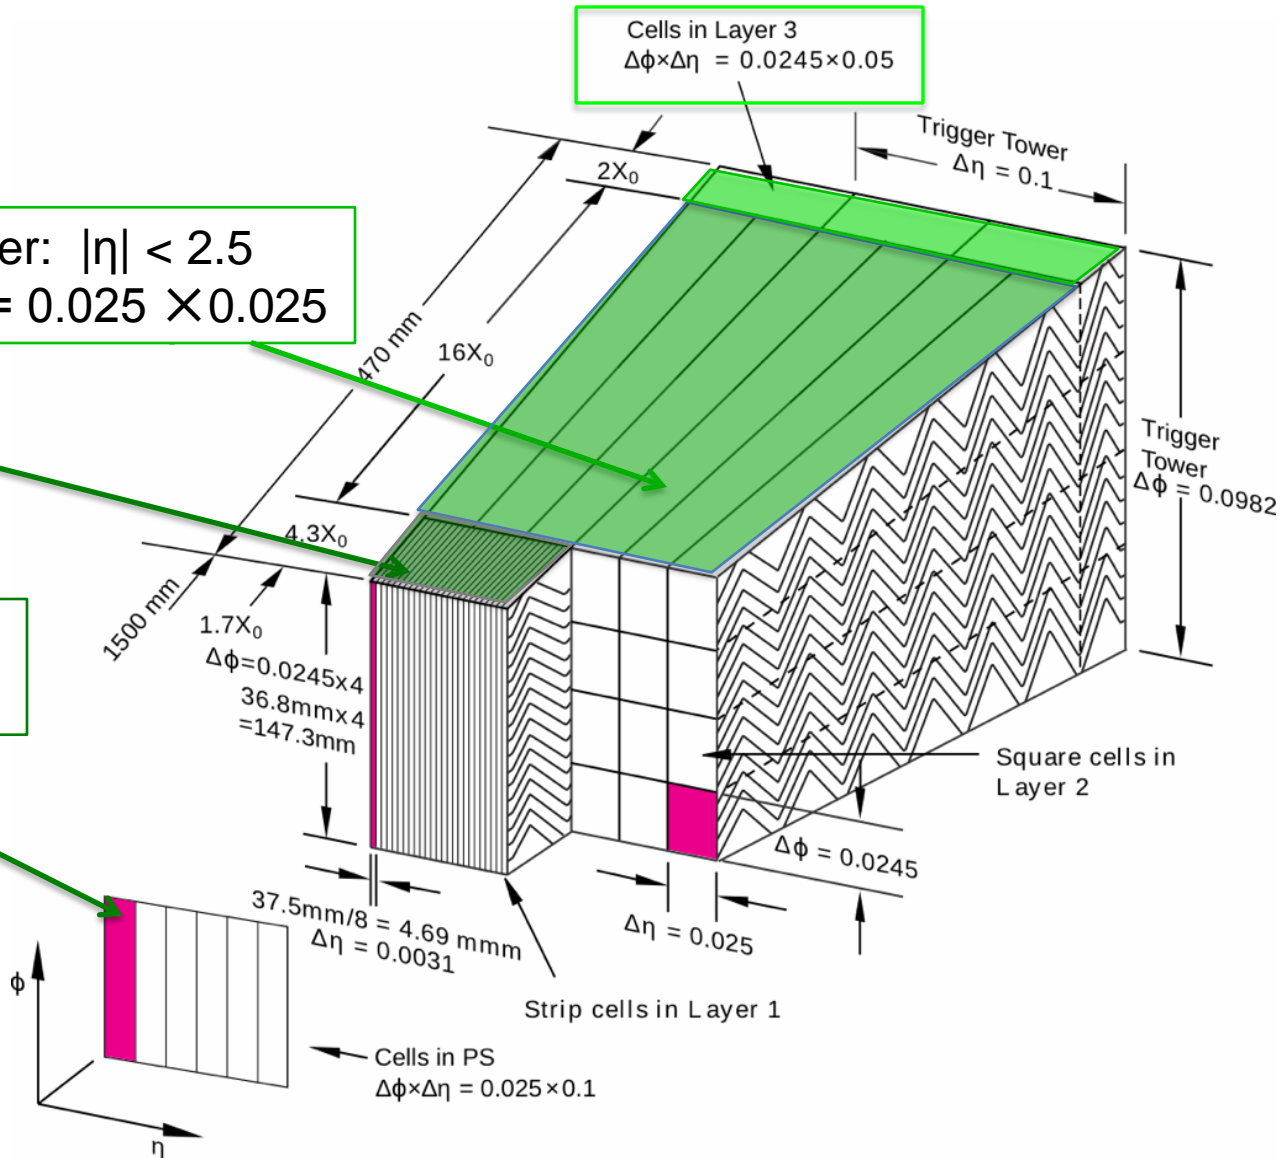 Cells in Layer 3
Δϕ×Δη = 0.0245×0.05
Trigger Tower
Δη = 0.1
2X₀
er: |η| < 2.5
= 0.025 ×0.025
470 mm
16X₀
Trigger
Tower
Δϕ = 0.0982
4.3X₀
1500 mm
1.7X₀
Δϕ=0.0245x4
36.8mmx4
=147.3mm
Square cells in
Layer 2
Δϕ = 0.0245
37.5mm/8 = 4.69 mmm
Δη = 0.0031
Δη = 0.025
Strip cells in Layer 1
ϕ
Cells in PS
Δϕ×Δη = 0.025×0.1
η